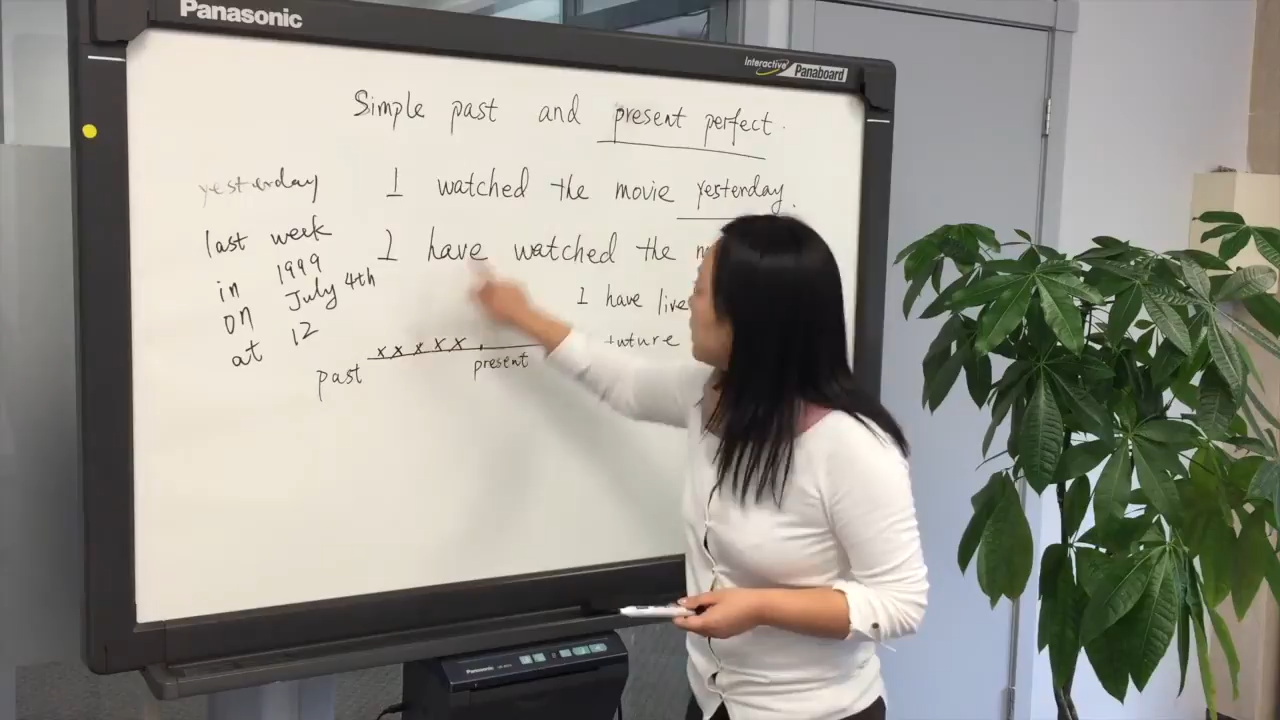 Panasonic
Interactive Panaboard
Simple past and present perfect.
yesterday
I watched the movie yesterday.
last week
I have watched the
in 1999
I have live
on July 4th
at 12
x x x x x
future
past
present
Panasonic